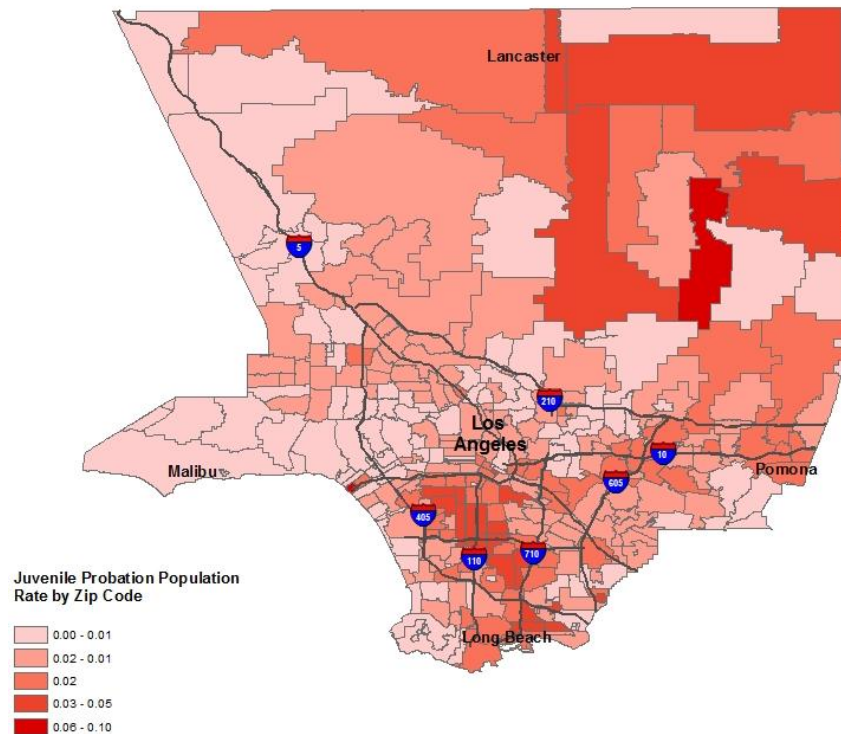 Lancaster
5
210
Los
Angeles
10
Malibu
Pomona
605
405
110
710
Juvenile Probation Population
Rate by Zip Code
Long Beach
0.00 - 0.01
0.02 - 0.01
0.02
0.03 - 0.05
0.06 - 0.10